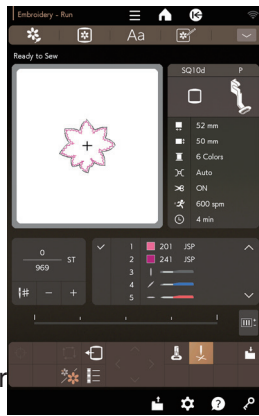 Embroidery - Run
Aa
Ready to Sew
SQ10d P
52 mm
50 mm
6 Colors
Auto
ON
600 spm
4 min
0
969
ST
1 201 JSP
2 241 JSP
3
4
5
#
- +
r
?